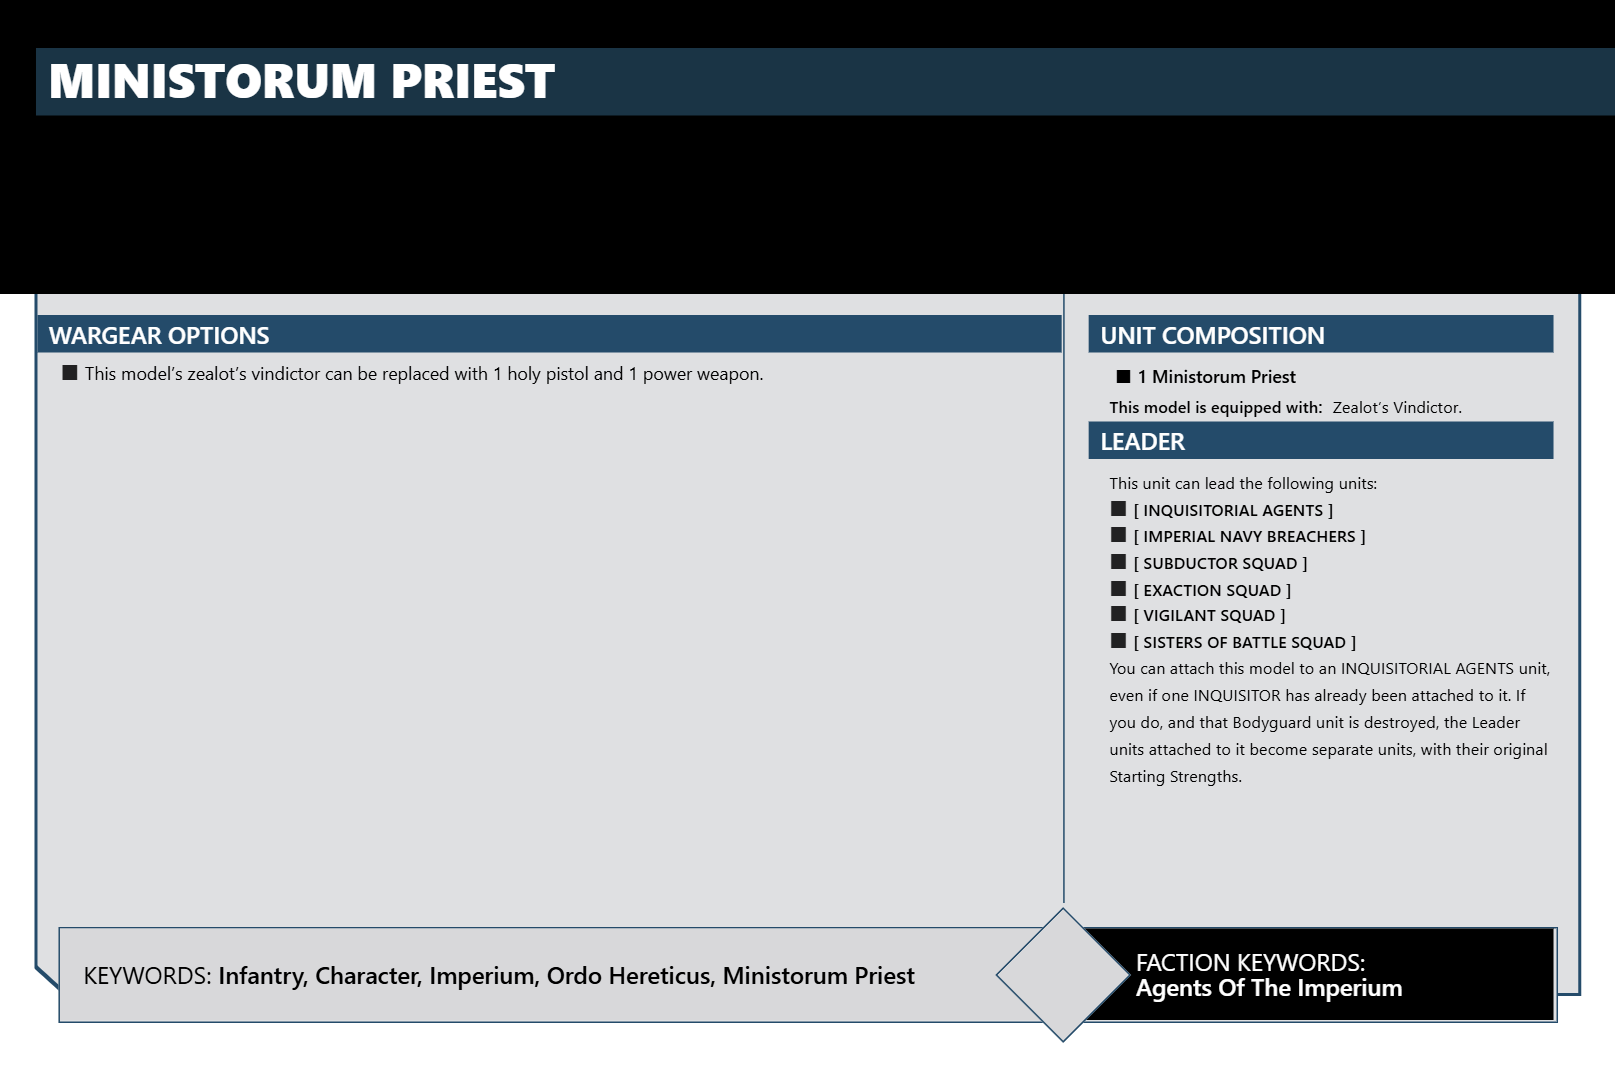 MINISTORUM PRIEST
WARGEAR OPTIONS
■ This model's zealot's vindictor can be replaced with 1 holy pistol and 1 power weapon.
UNIT COMPOSITION
■ 1 Ministorum Priest
This model is equipped with: Zealot's Vindictor.
LEADER
This unit can lead the following units:
■ [ INQUISITORIAL AGENTS ]
■ [ IMPERIAL NAVY BREACHERS ]
■ [ SUBDUCTOR SQUAD ]
■ [ EXACTION SQUAD ]
■ [ VIGILANT SQUAD ]
■ [ SISTERS OF BATTLE SQUAD ]
You can attach this model to an INQUISITORIAL AGENTS unit,
even if one INQUISITOR has already been attached to it. If
you do, and that Bodyguard unit is destroyed, the Leader
units attached to it become separate units, with their original
Starting Strengths.
KEYWORDS: Infantry, Character, Imperium, Ordo Hereticus, Ministorum Priest
FACTION KEYWORDS:
Agents Of The Imperium